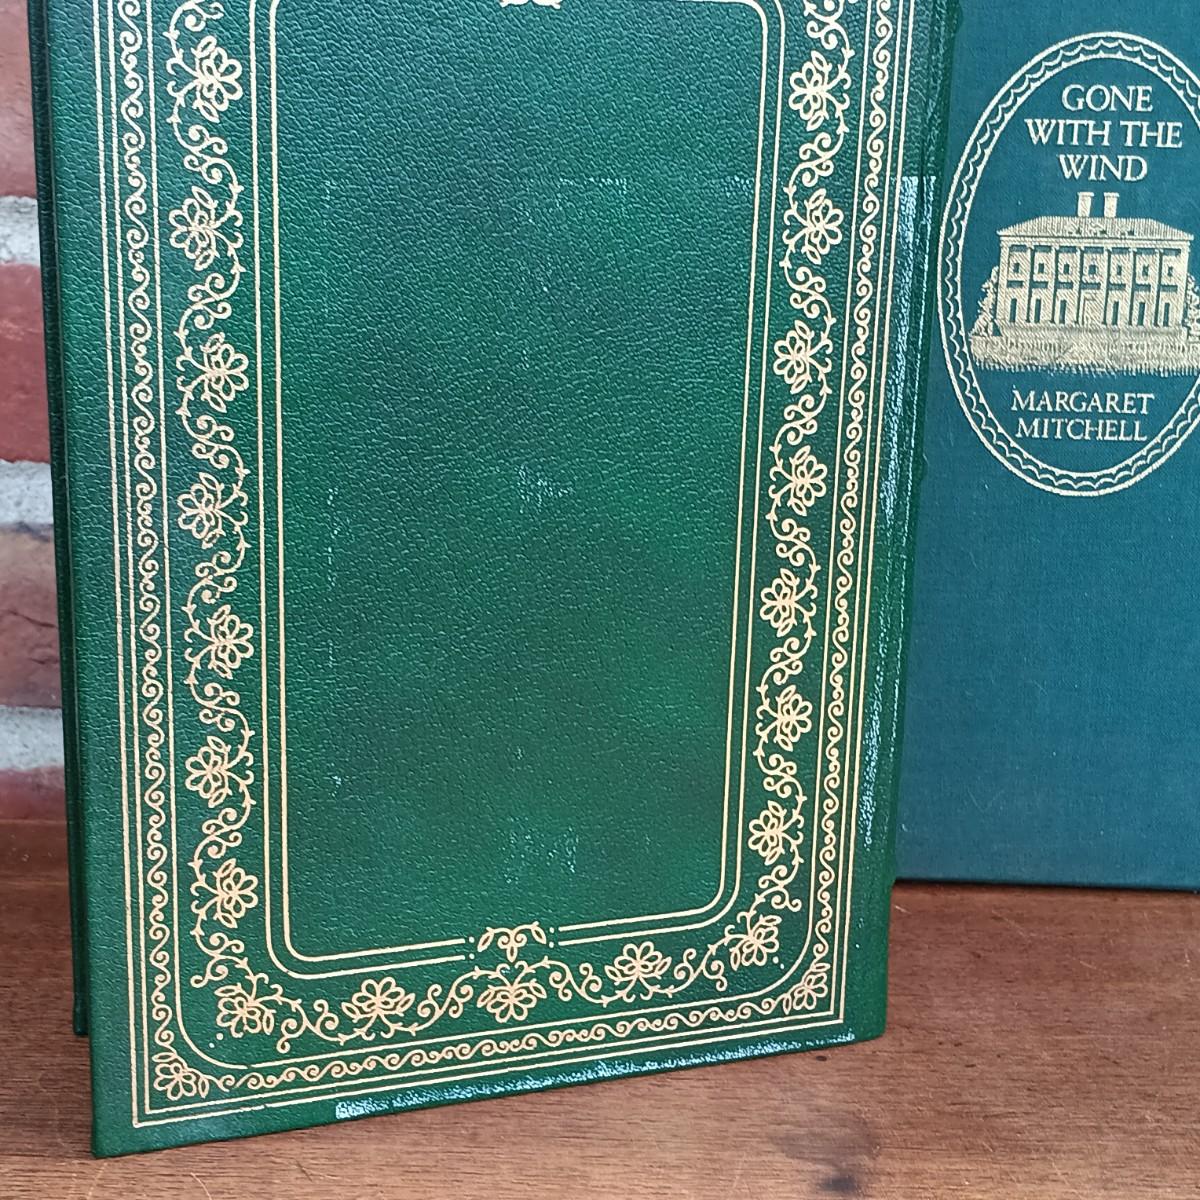 GONE
WITH THE
WIND
MARGARET
MITCHELL